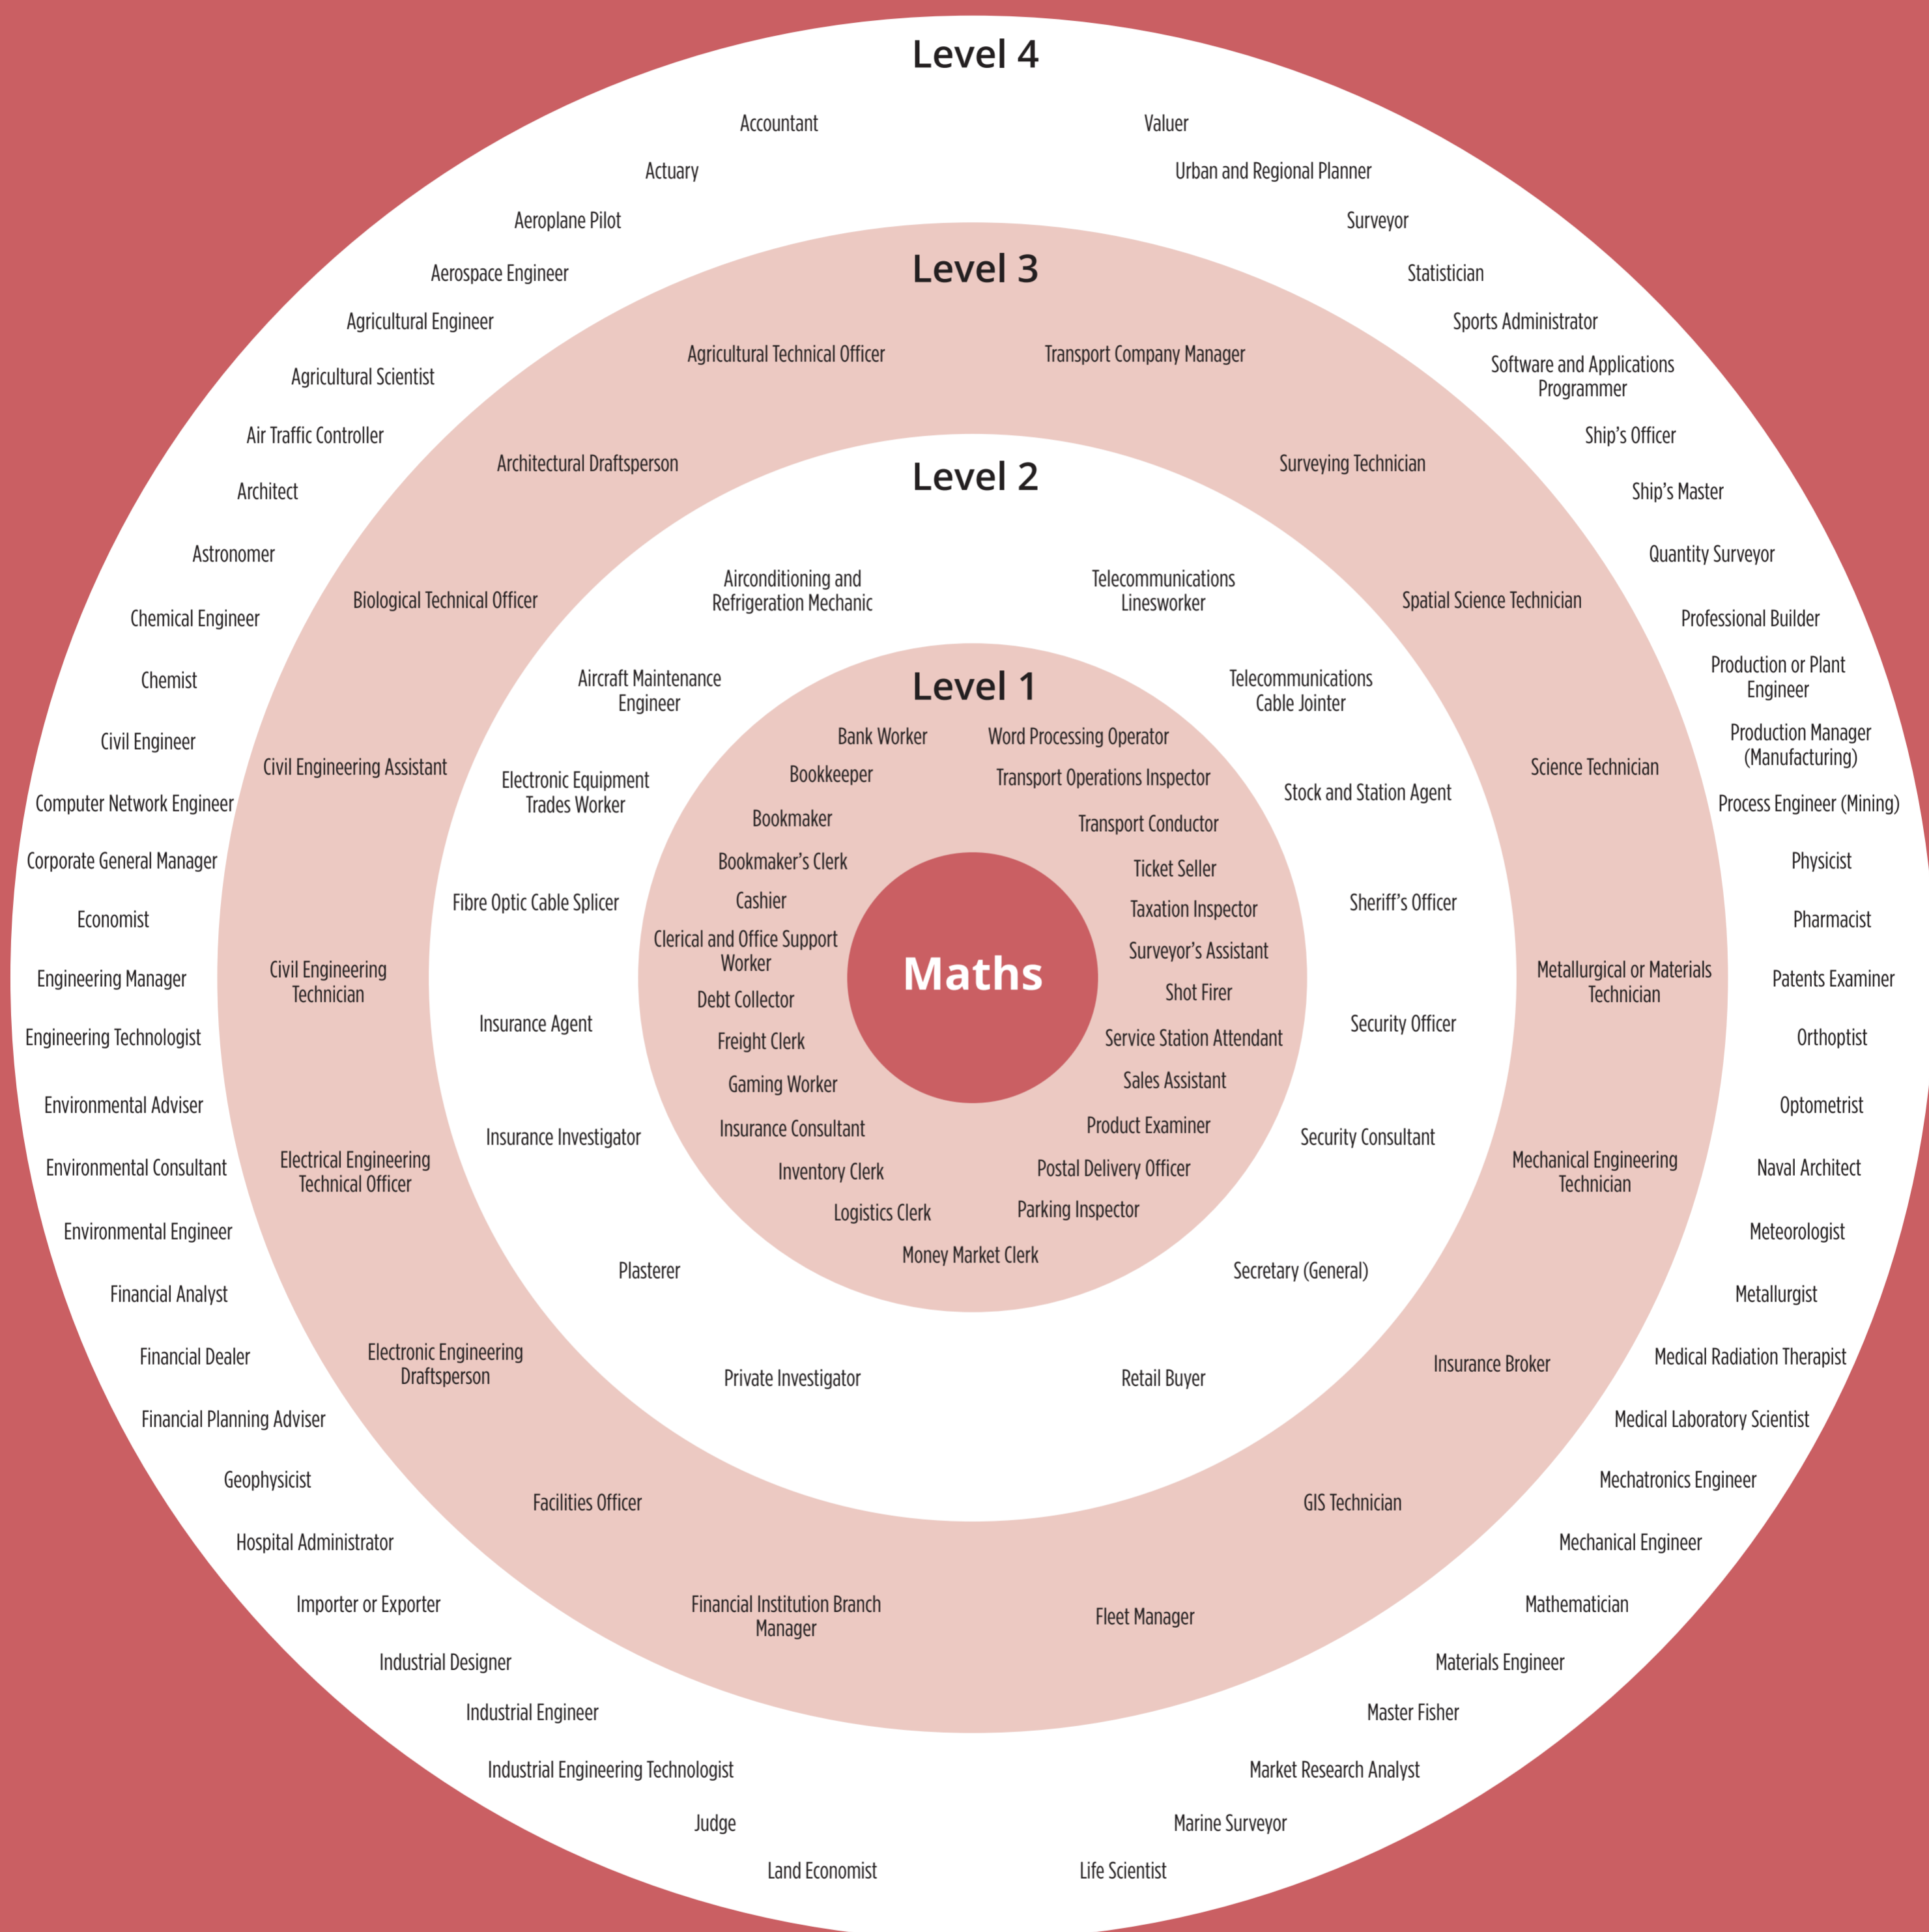 Level 4
Accountant
Valuer
Actuary
Urban and Regional Planner
Aeroplane Pilot
Surveyor
Aerospace Engineer
Statistician
Agricultural Engineer
Sports Administrator
Agricultural Scientist
Software and Applications
Programmer
Air Traffic Controller
Ship’s Officer
Architect
Ship’s Master
Astronomer
Quantity Surveyor
Chemical Engineer
Professional Builder
Chemist
Production or Plant
Engineer
Civil Engineer
Production Manager
(Manufacturing)
Computer Network Engineer
Process Engineer (Mining)
Corporate General Manager
Physicist
Economist
Pharmacist
Engineering Manager
Patents Examiner
Engineering Technologist
Orthoptist
Environmental Adviser
Optometrist
Environmental Consultant
Naval Architect
Environmental Engineer
Meteorologist
Financial Analyst
Metallurgist
Financial Dealer
Medical Radiation Therapist
Financial Planning Adviser
Medical Laboratory Scientist
Geophysicist
Mechatronics Engineer
Hospital Administrator
Mechanical Engineer
Importer or Exporter
Mathematician
Industrial Designer
Materials Engineer
Industrial Engineer
Master Fisher
Industrial Engineering Technologist
Market Research Analyst
Judge
Marine Surveyor
Land Economist
Life Scientist
Level 3
Agricultural Technical Officer
Transport Company Manager
Architectural Draftsperson
Surveying Technician
Biological Technical Officer
Spatial Science Technician
Civil Engineering Assistant
Science Technician
Civil Engineering
Technician
Metallurgical or Materials
Technician
Electrical Engineering
Technical Officer
Mechanical Engineering
Technician
Electronic Engineering
Draftsperson
Insurance Broker
Facilities Officer
GIS Technician
Financial Institution Branch
Manager
Fleet Manager
Level 2
Airconditioning and
Refrigeration Mechanic
Telecommunications
Linesworker
Aircraft Maintenance
Engineer
Telecommunications
Cable Jointer
Electronic Equipment
Trades Worker
Stock and Station Agent
Fibre Optic Cable Splicer
Sheriff’s Officer
Insurance Agent
Security Officer
Insurance Investigator
Security Consultant
Plasterer
Secretary (General)
Private Investigator
Retail Buyer
Level 1
Bank Worker
Word Processing Operator
Bookkeeper
Transport Operations Inspector
Bookmaker
Transport Conductor
Bookmaker’s Clerk
Ticket Seller
Cashier
Taxation Inspector
Clerical and Office Support
Worker
Surveyor’s Assistant
Debt Collector
Shot Firer
Freight Clerk
Service Station Attendant
Gaming Worker
Sales Assistant
Insurance Consultant
Product Examiner
Inventory Clerk
Postal Delivery Officer
Logistics Clerk
Parking Inspector
Money Market Clerk
Maths